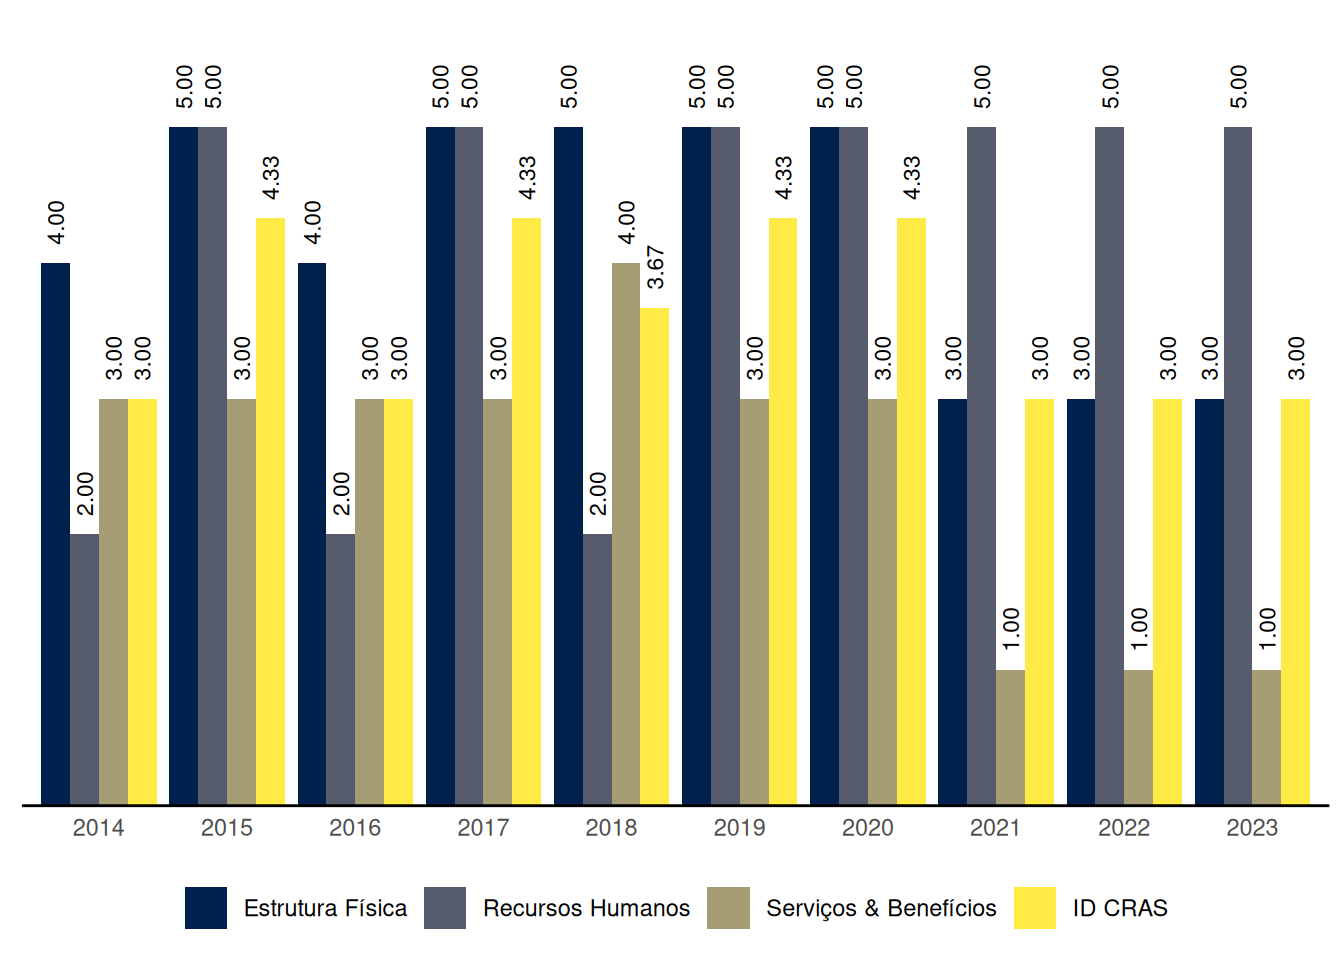 5.00 5.00 5.00 5.00 5.00 5.00 5.00 5.00 5.00 5.00 5.00 5.00
4.33 4.33 4.33 4.33
4.00 4.00 4.00
3.67
3.00 3.00 3.00 3.00 3.00 3.00 3.00 3.00 3.00 3.00 3.00 3.00 3.00 3.00
2.00 2.00 2.00
1.00 1.00 1.00
2014 2015 2016 2017 2018 2019 2020 2021 2022 2023
Estrutura Física Recursos Humanos Serviços & Benefícios ID CRAS